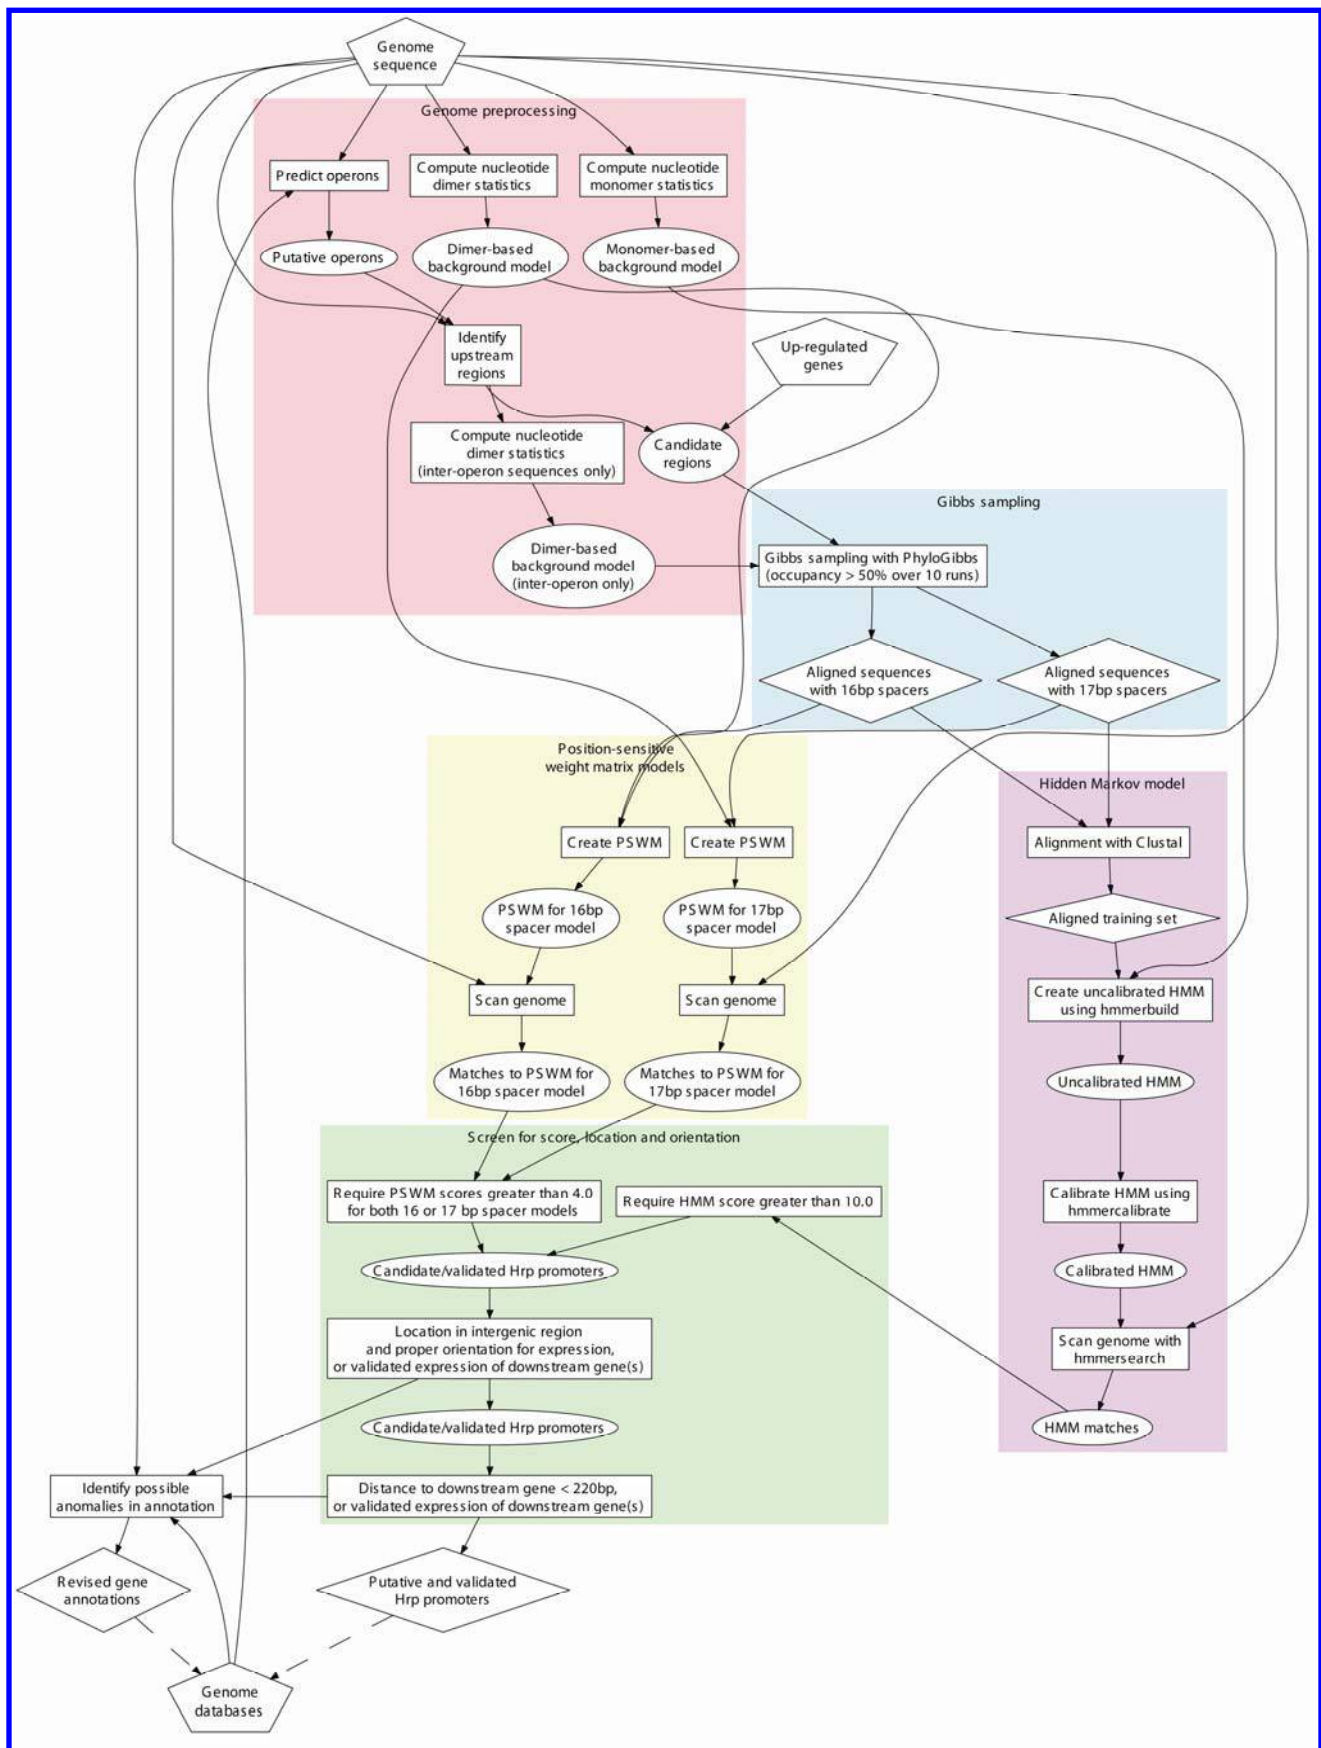 Genome
sequence
Genome preprocessing
Predict operons
Compute nucleotide
dimer statistics
Compute nucleotide
monomer statistics
Putative operons
Dimer-based
background model
Monomer-based
background model
Identify
upstream
regions
Up-regulated
genes
Compute nucleotide
dimer statistics
(inter-operon sequences only)
Candidate
regions
Gibbs sampling
Dimer-based
background model
(inter-operon only)
Gibbs sampling with PhyloGibbs
(occupancy > 50% over 10 runs)
Aligned sequences
with 16bp spacers
Aligned sequences
with 17bp spacers
Position-sensitive
weight matrix models
Hidden Markov model
Create PSWM
Create PSWM
Alignment with Clustal
PSWM for 16bp
spacer model
PSWM for 17bp
spacer model
Aligned training set
Scan genome
Scan genome
Create uncalibrated HMM
using hmmerbuild
Matches to PSWM for
16bp spacer model
Matches to PSWM for
17bp spacer model
Uncalibrated HMM
Screen for score, location and orientation
Require PSWM scores greater than 4.0
for both 16 or 17 bp spacer models
Require HMM score greater than 10.0
Calibrate HMM using
hmmercalibrate
Candidate/validated Hrp promoters
Calibrated HMM
Location in intergenic region
and proper orientation for expression,
or validated expression of downstream gene(s)
Scan genome with
hmmersearch
Candidate/validated Hrp promoters
HMM matches
Identify possible
anomalies in annotation
Distance to downstream gene < 220bp,
or validated expression of downstream gene(s)
Revised gene
annotations
Putative and validated
Hrp promoters
Genome
databases